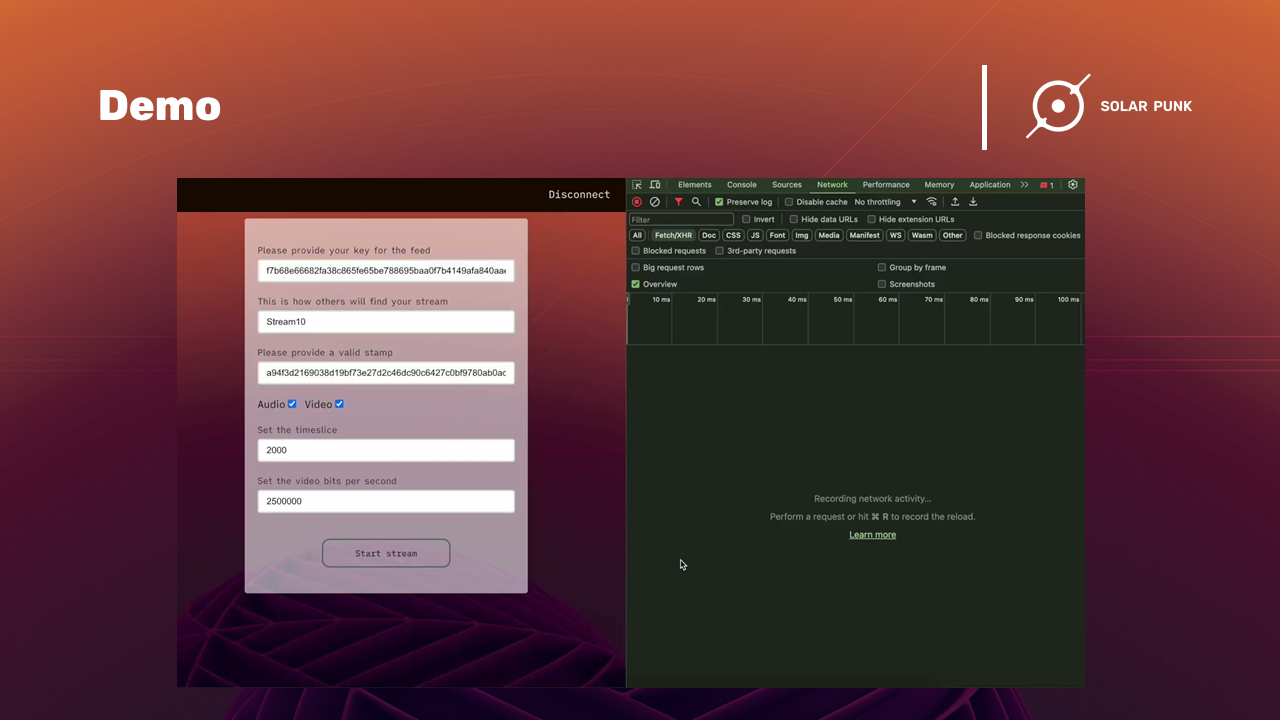 Demo
SOLAR PUNK
Disconnect
Please provide your key for the feed
f7b68e66682fa38c865fe65be788695baa0f7b4149afa840aae
This is how others will find your stream
Stream10
Please provide a valid stamp
a94f3d2169038d19bf73e27d2c46dc90c6427c0bf9780ab0ac
Audio Video
Set the timeslice
2000
Set the video bits per second
2500000
Start stream
Elements Console Sources Network Performance Memory Application 1
Preserve log Disable cache No throttling
Filter Invert Hide data URLs Hide extension URLs
All Fetch/XHR Doc CSS JS Font Img Media Manifest WS Wasm Other Blocked response cookies
Blocked requests 3rd-party requests
Big request rows Group by frame
Overview Screenshots
10 ms 20 ms 30 ms 40 ms 50 ms 60 ms 70 ms 80 ms 90 ms 100 ms
Recording network activity...
Perform a request or hit ⌘ R to record the reload.
Learn more